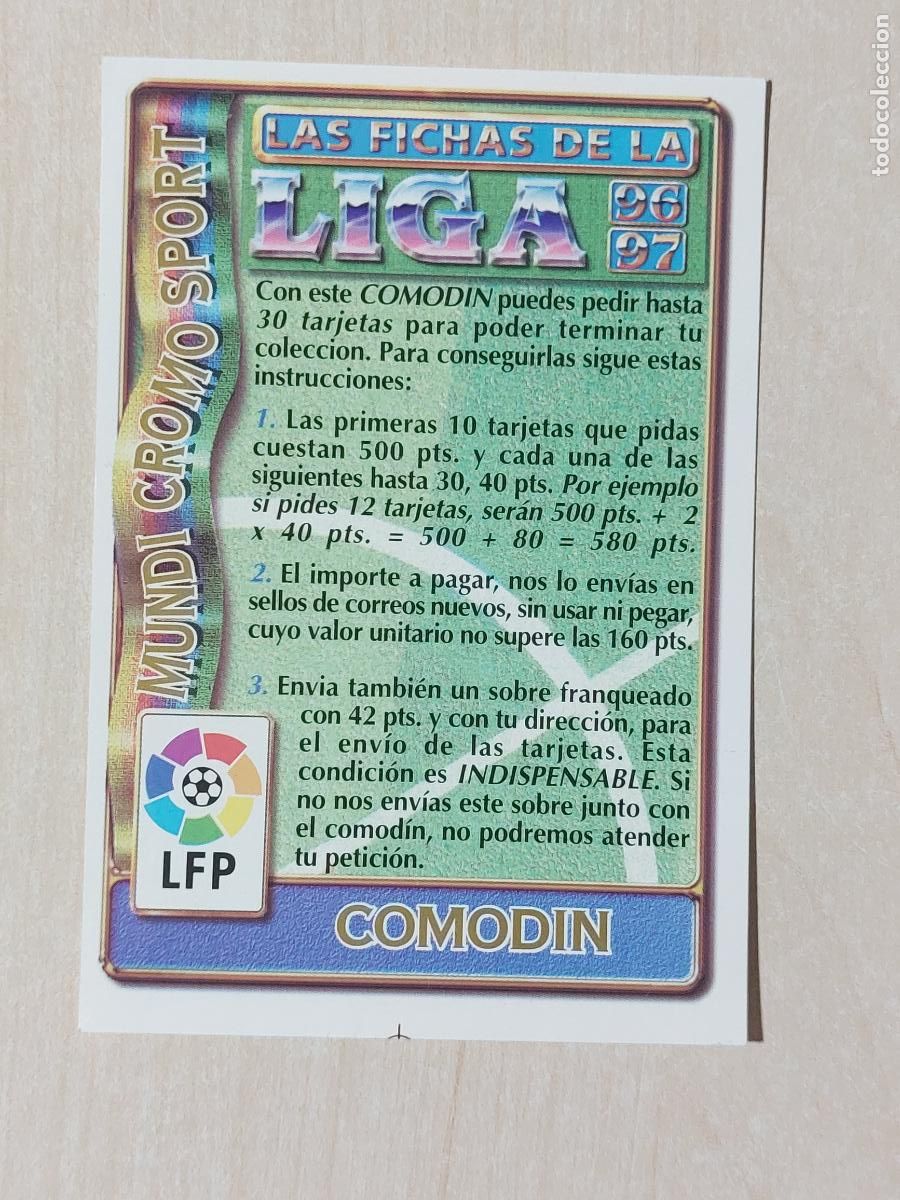 LAS FICHAS DE LA
LIGA 96
97
MUNDI CROMO SPORT
Con este COMODIN puedes pedir hasta
30 tarjetas para poder terminar tu
coleccion. Para conseguirlas sigue estas
instrucciones:
1. Las primeras 10 tarjetas que pidas
cuestan 500 pts. y cada una de las
siguientes hasta 30, 40 pts. Por ejemplo
si pides 12 tarjetas, serán 500 pts. + 2
x 40 pts. = 500 + 80 = 580 pts.
2. El importe a pagar, nos lo envías en
sellos de correos nuevos, sin usar ni pegar,
cuyo valor unitario no supere las 160 pts.
3. Envia también un sobre franqueado
con 42 pts. y con tu dirección, para
el envío de las tarjetas. Esta
condición es INDISPENSABLE. Si
no nos envías este sobre junto con
el comodín, no podremos atender
tu petición.
LFP
COMODIN
todocoleccion